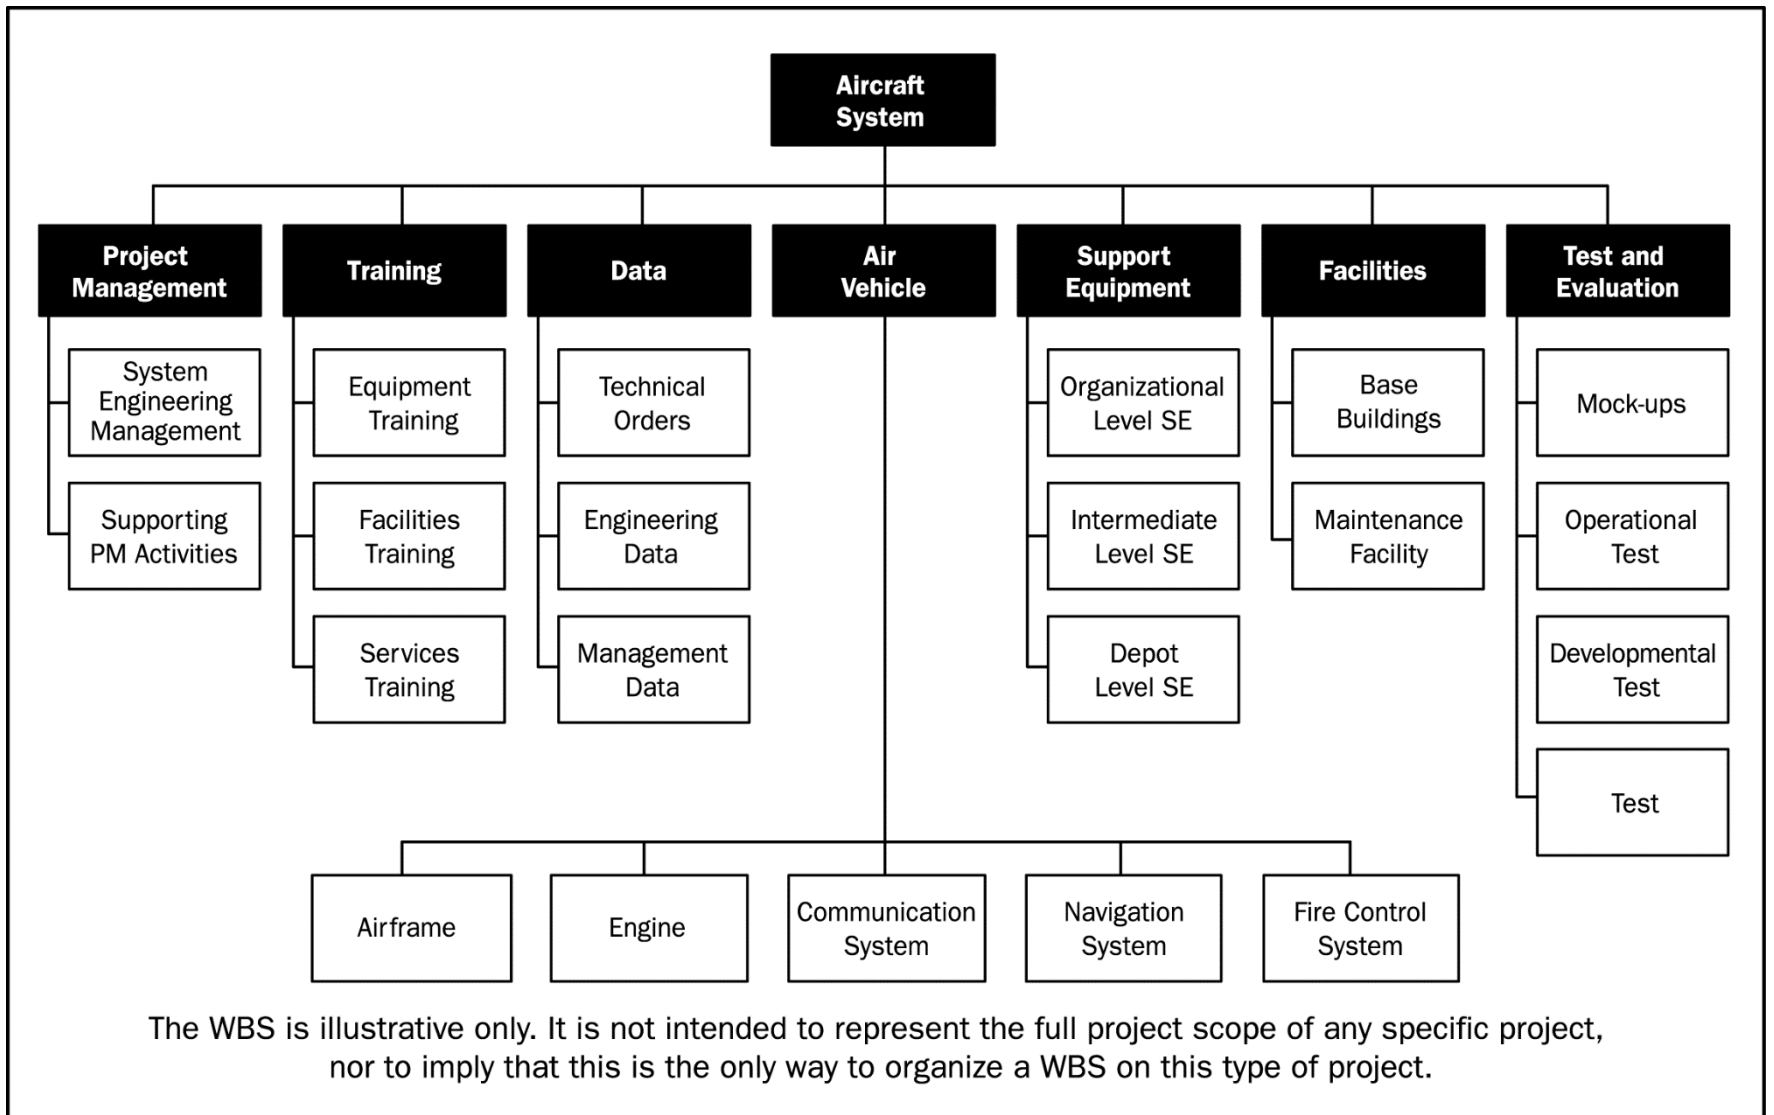 Aircraft
System
Project
Management
Training
Data
Air
Vehicle
Support
Equipment
Facilities
Test and
Evaluation
System
Engineering
Management
Supporting
PM Activities
Equipment
Training
Facilities
Training
Services
Training
Technical
Orders
Engineering
Data
Management
Data
Organizational
Level SE
Intermediate
Level SE
Depot
Level SE
Base
Buildings
Maintenance
Facility
Mock-ups
Operational
Test
Developmental
Test
Test
Airframe
Engine
Communication
System
Navigation
System
Fire Control
System
The WBS is illustrative only. It is not intended to represent the full project scope of any specific project,
nor to imply that this is the only way to organize a WBS on this type of project.